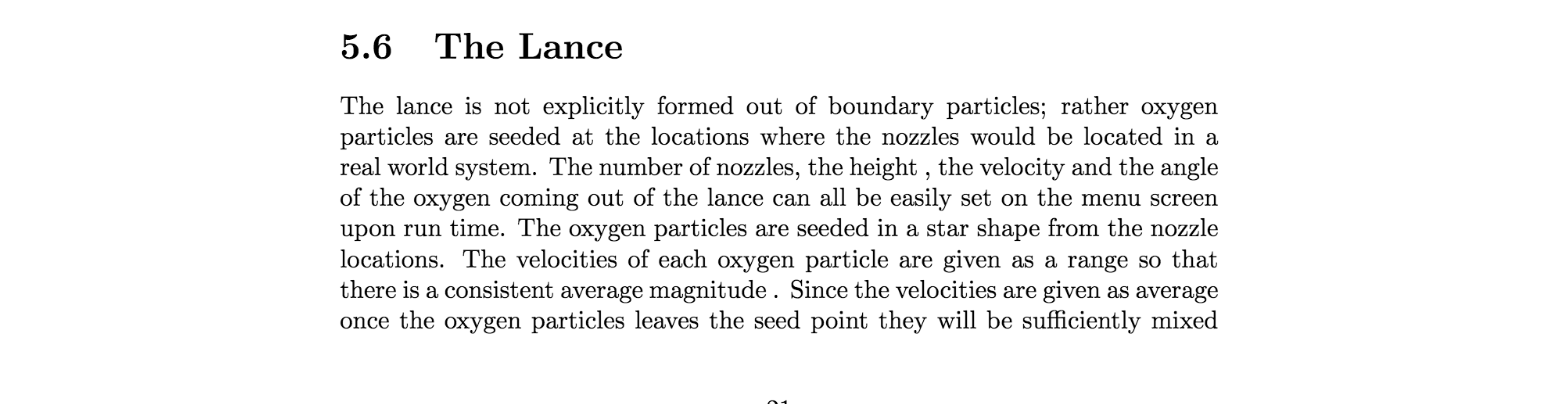 5.6 The Lance
The lance is not explicitly formed out of boundary particles; rather oxygen
particles are seeded at the locations where the nozzles would be located in a
real world system. The number of nozzles, the height , the velocity and the angle
of the oxygen coming out of the lance can all be easily set on the menu screen
upon run time. The oxygen particles are seeded in a star shape from the nozzle
locations. The velocities of each oxygen particle are given as a range so that
there is a consistent average magnitude . Since the velocities are given as average
once the oxygen particles leaves the seed point they will be sufficiently mixed